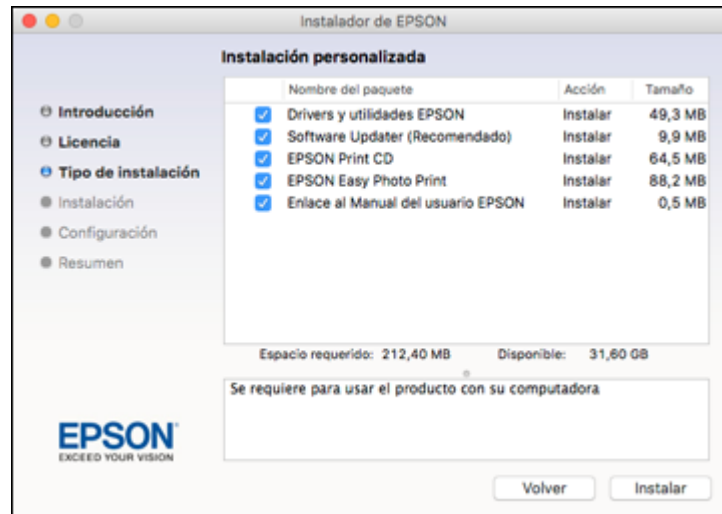 Instalador de EPSON
Instalación personalizada
Introducción
Licencia
Tipo de instalación
Instalación
Configuración
Resumen
Nombre del paquete Acción Tamaño
Drivers y utilidades EPSON Instalar 49,3 MB
Software Updater (Recomendado) Instalar 9,9 MB
EPSON Print CD Instalar 64,5 MB
EPSON Easy Photo Print Instalar 88,2 MB
Enlace al Manual del usuario EPSON Instalar 0,5 MB
Espacio requerido: 212,40 MB Disponible: 31,60 GB
Se requiere para usar el producto con su computadora
EPSON
EXCEED YOUR VISION
Volver Instalar